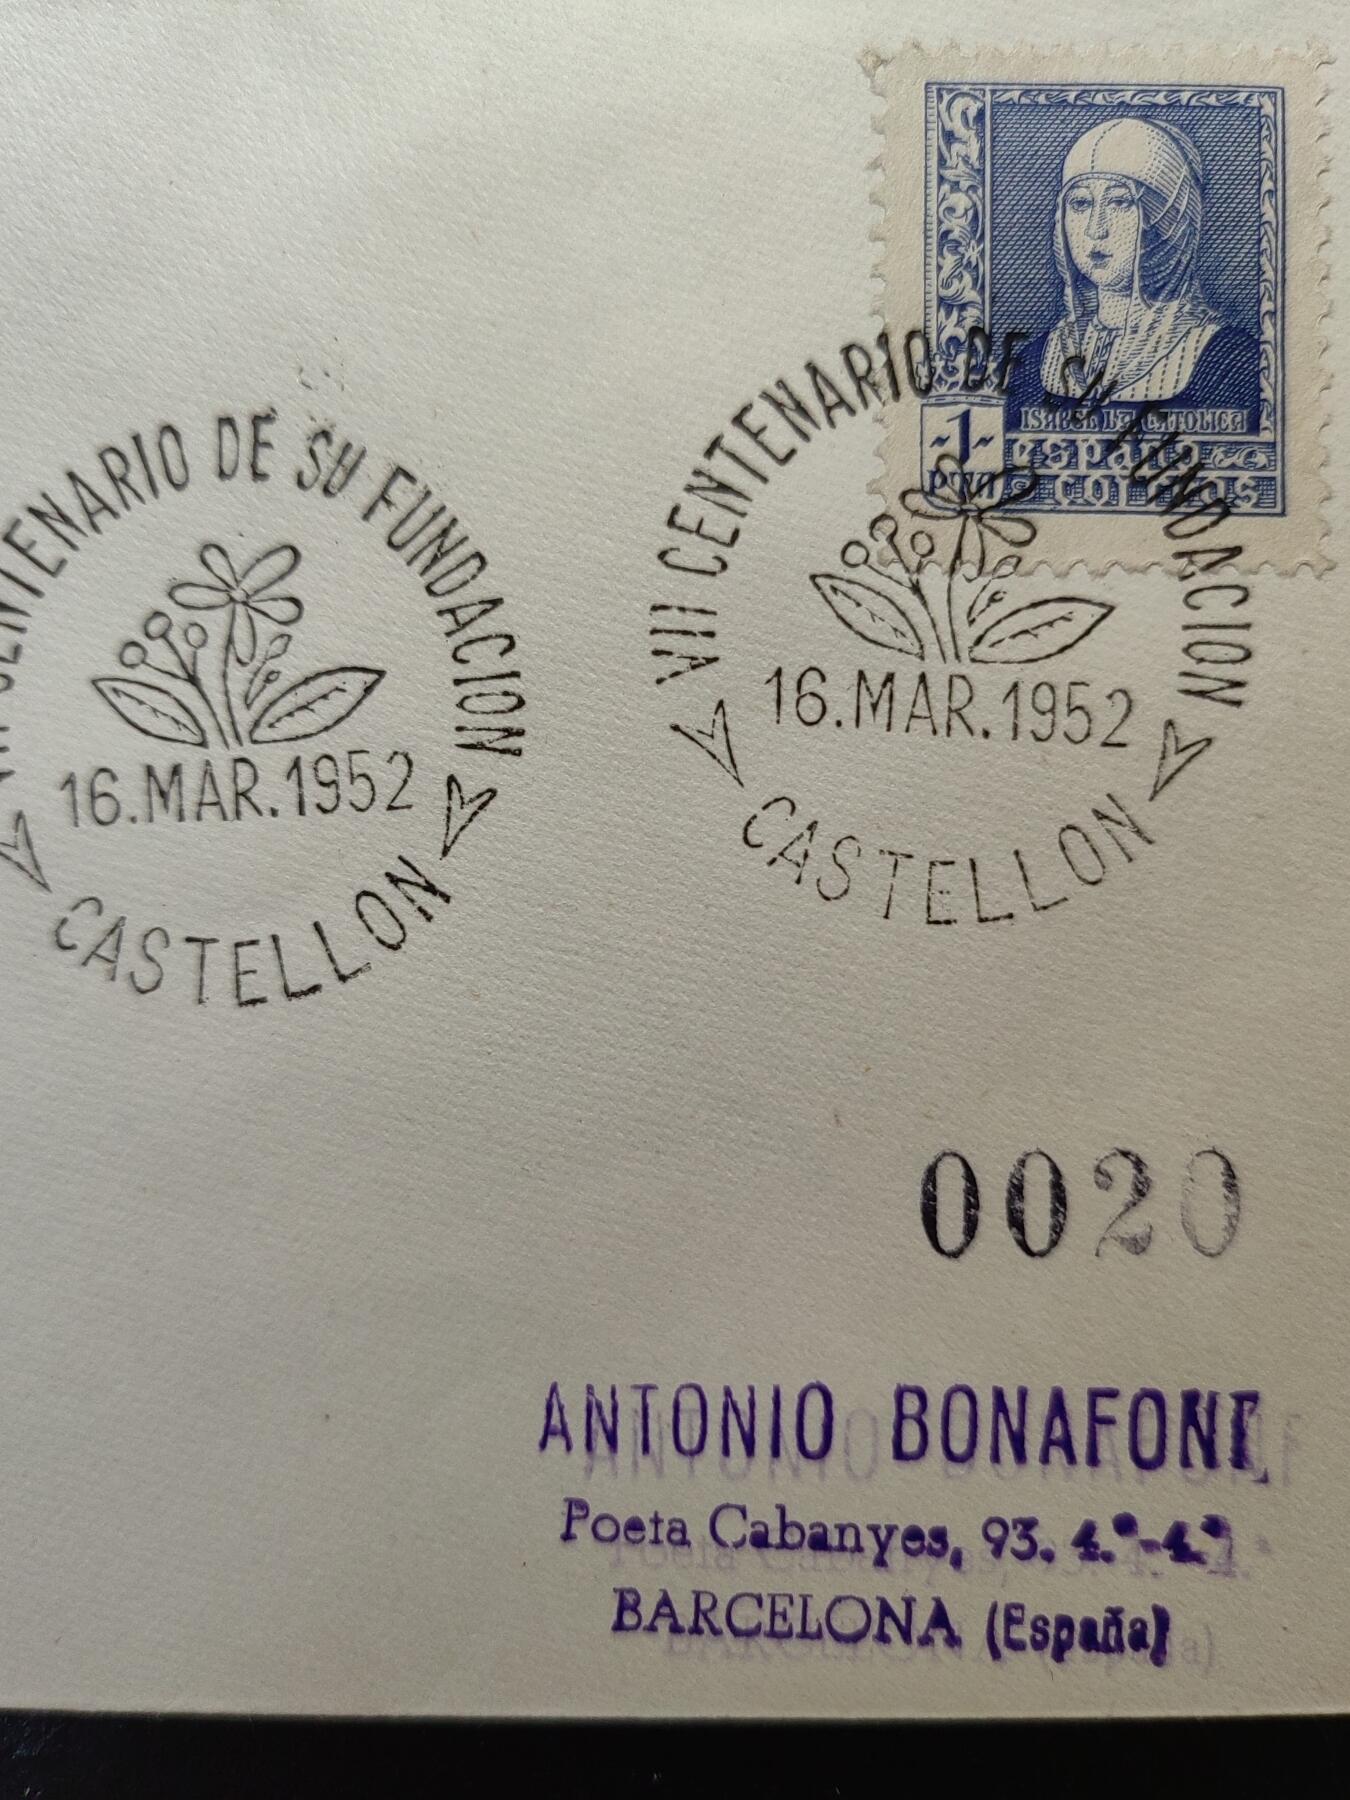 -1-
PTA
ISABEL LA CATOLICA
españa
correos
CENTENARIO DE SU FUNDACION
16.MAR.1952
CASTELLON
VII CENTENARIO DE SU FUNDACION
16.MAR.1952
CASTELLON
0020
ANTONIO BONAFONT
Poeta Cabanyes, 93. 4.º-4.ª
BARCELONA (España)